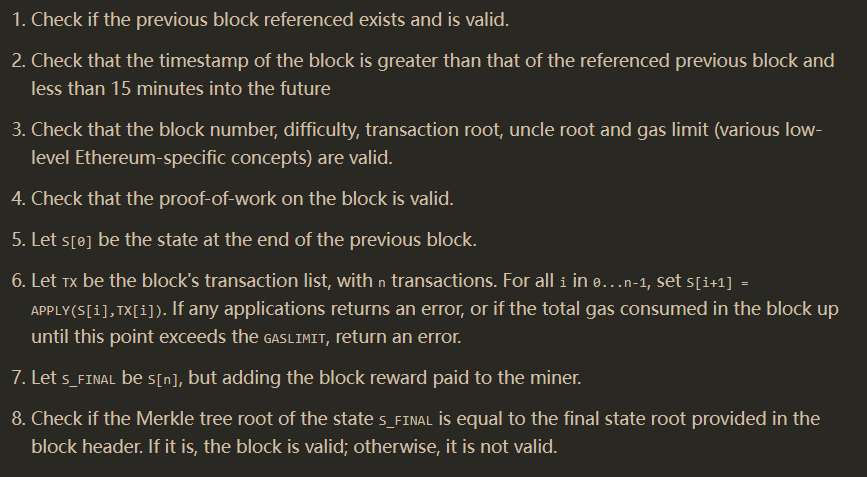 1. Check if the previous block referenced exists and is valid.
2. Check that the timestamp of the block is greater than that of the referenced previous block and
less than 15 minutes into the future
3. Check that the block number, difficulty, transaction root, uncle root and gas limit (various low-
level Ethereum-specific concepts) are valid.
4. Check that the proof-of-work on the block is valid.
5. Let S[0] be the state at the end of the previous block.
6. Let TX be the block's transaction list, with n transactions. For all i in 0...n-1, set S[i+1] =
APPLY(S[i],TX[i]). If any applications returns an error, or if the total gas consumed in the block up
until this point exceeds the GASLIMIT, return an error.
7. Let S_FINAL be S[n], but adding the block reward paid to the miner.
8. Check if the Merkle tree root of the state S_FINAL is equal to the final state root provided in the
block header. If it is, the block is valid; otherwise, it is not valid.